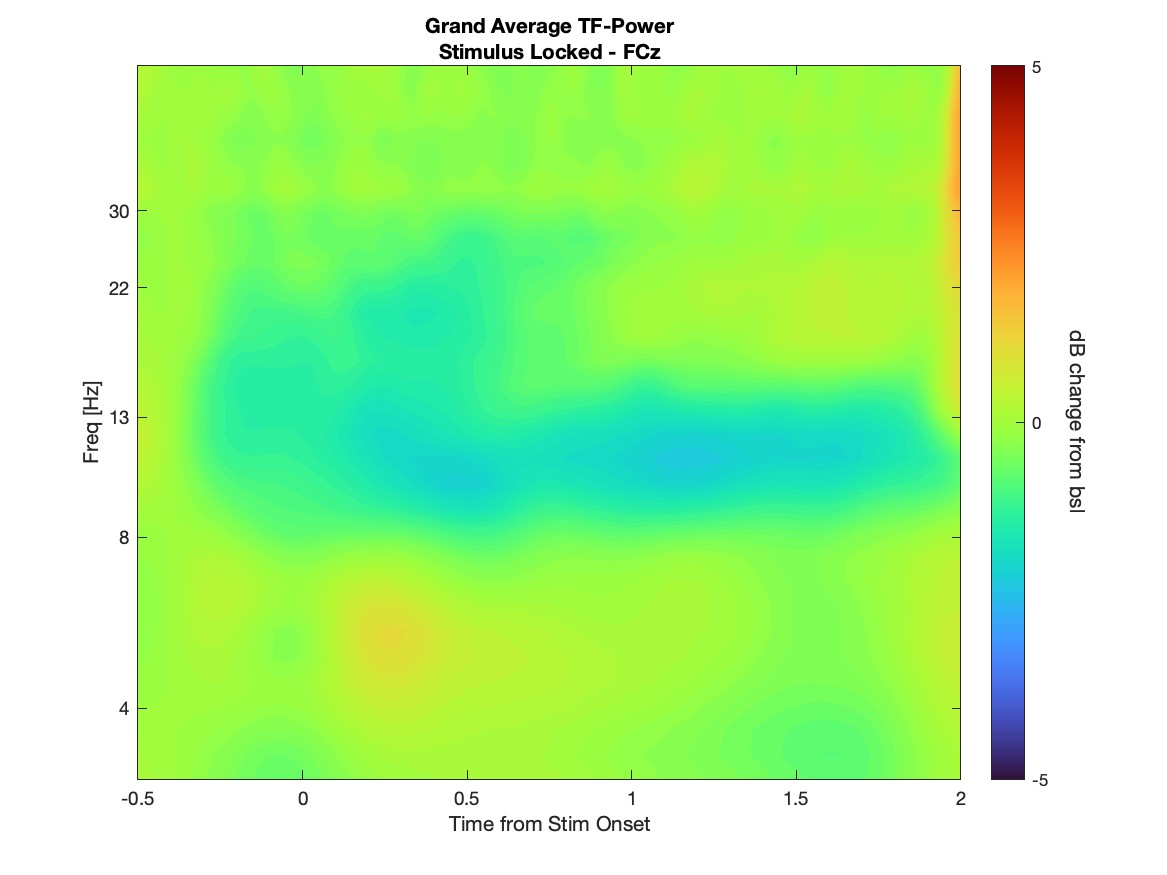 Grand Average TF-Power
Stimulus Locked - FCz
5
0
-5
dB change from bsl
30
22
13
8
4
Freq [Hz]
-0.5 0 0.5 1 1.5 2
Time from Stim Onset